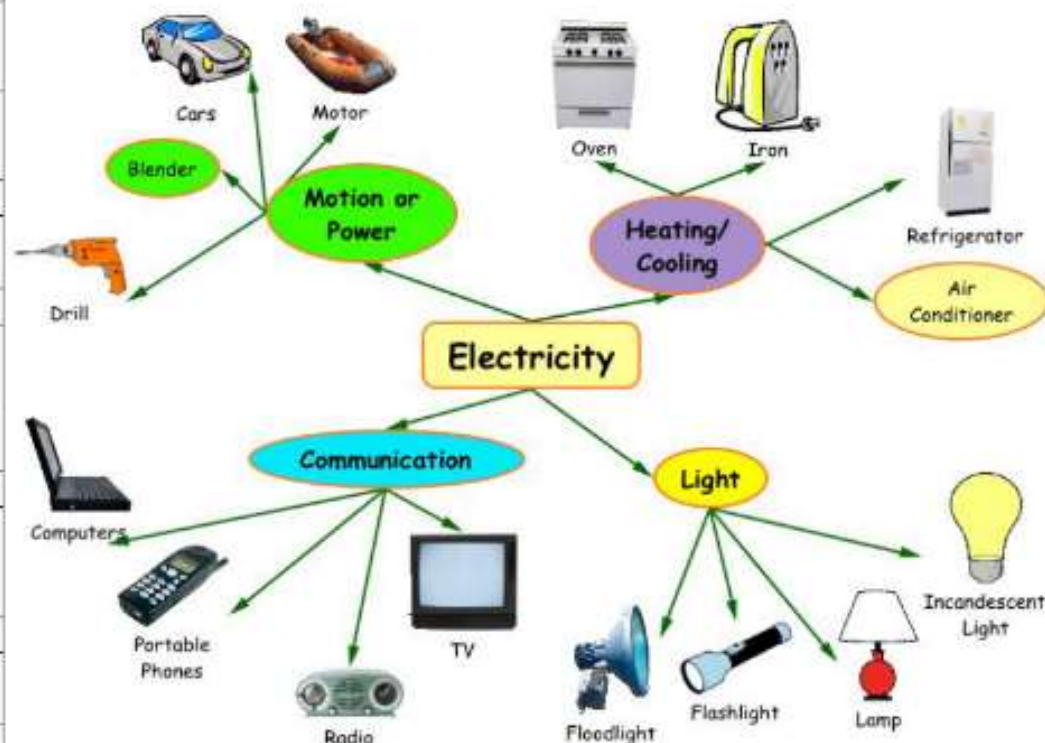 Cars
Motor
Oven
Iron
Blender
Motion or
Power
Heating/
Cooling
Refrigerator
Air
Conditioner
Drill
Electricity
Communication
Light
Computers
Portable
Phones
TV
Radio
Floodlight
Flashlight
Lamp
Incandescent
Light